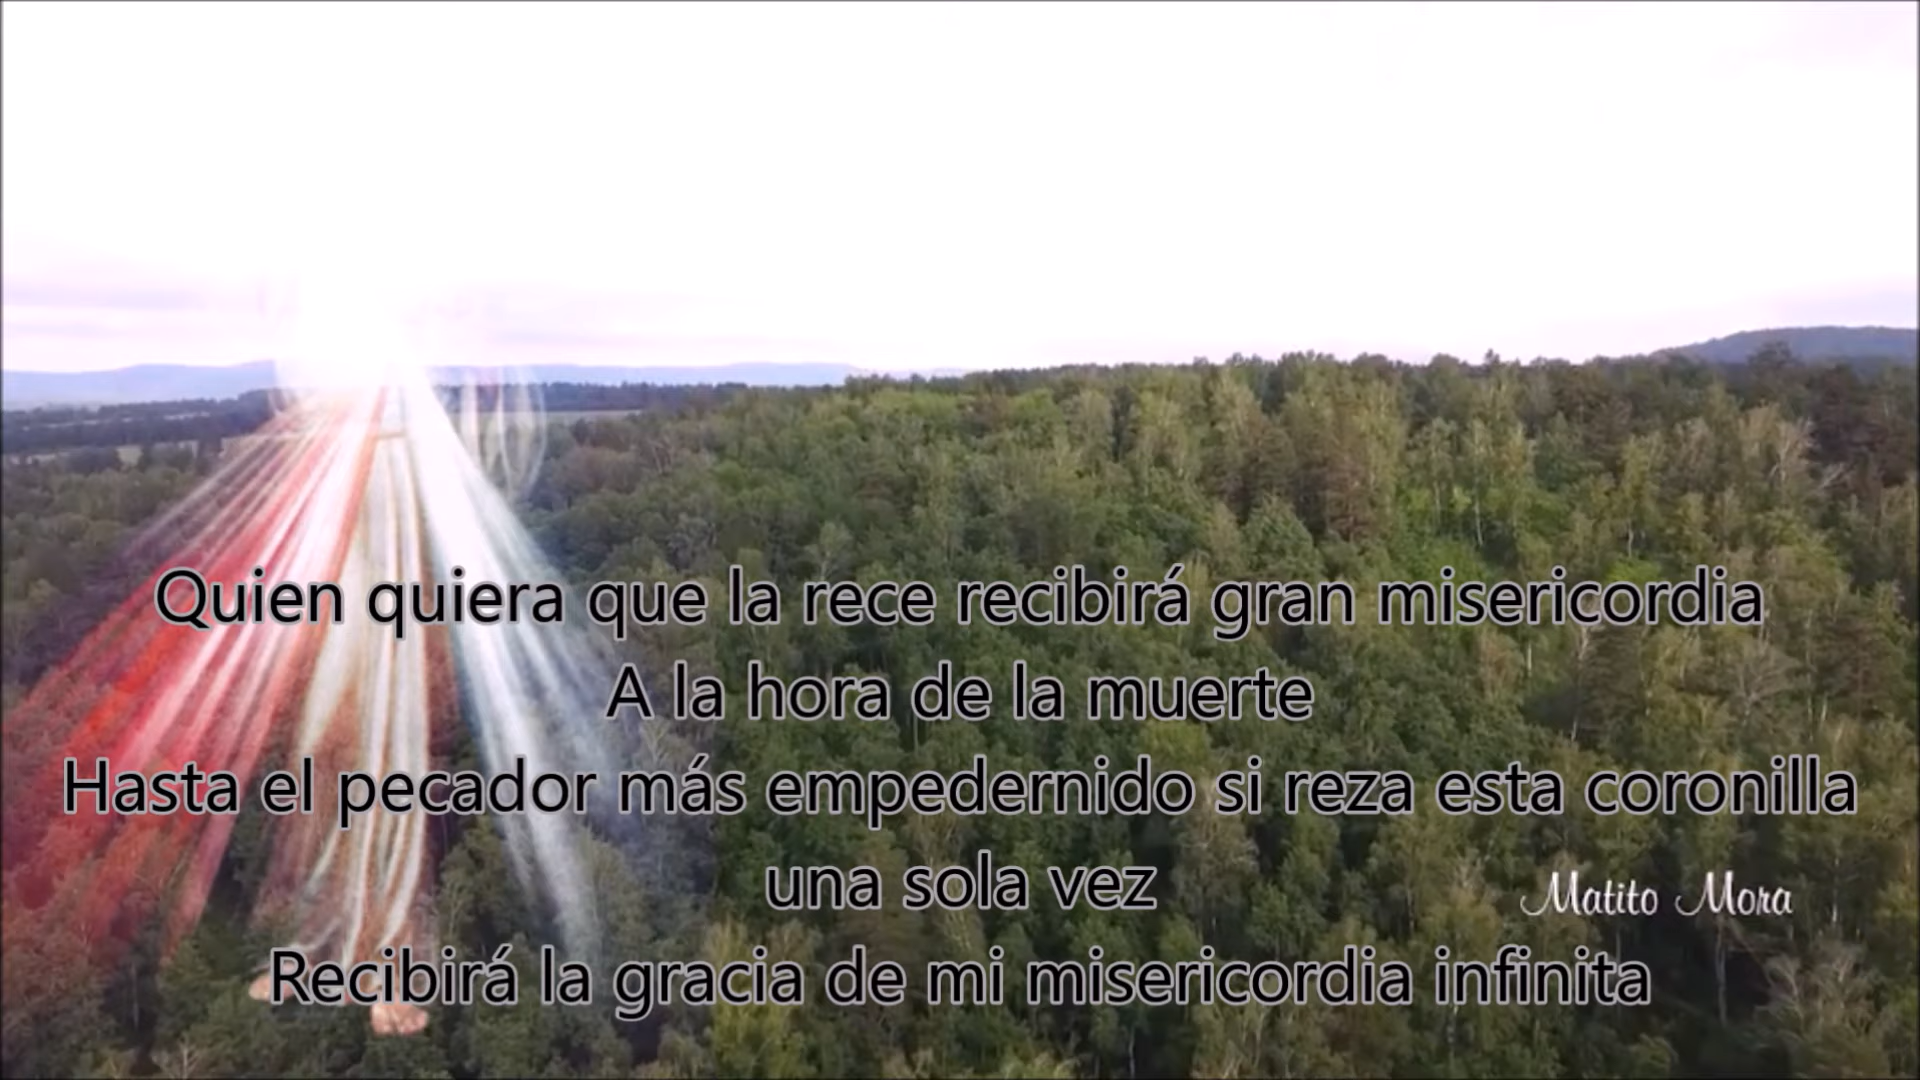 Quien quiera que la rece recibirá gran misericordia
A la hora de la muerte
Hasta el pecador más empedernido si reza esta coronilla
una sola vez
Matito Mora
Recibirá la gracia de mi misericordia infinita